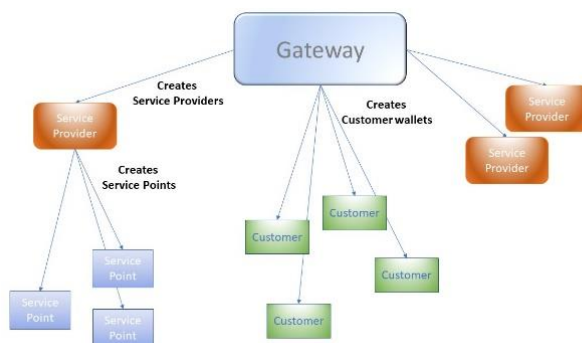 Gateway
Creates
Service Providers
Creates
Customer wallets
Service
Provider
Service
Provider
Service
Provider
Creates
Service Points
Customer
Customer
Customer
Customer
Service
Point
Service
Point
Service
Point